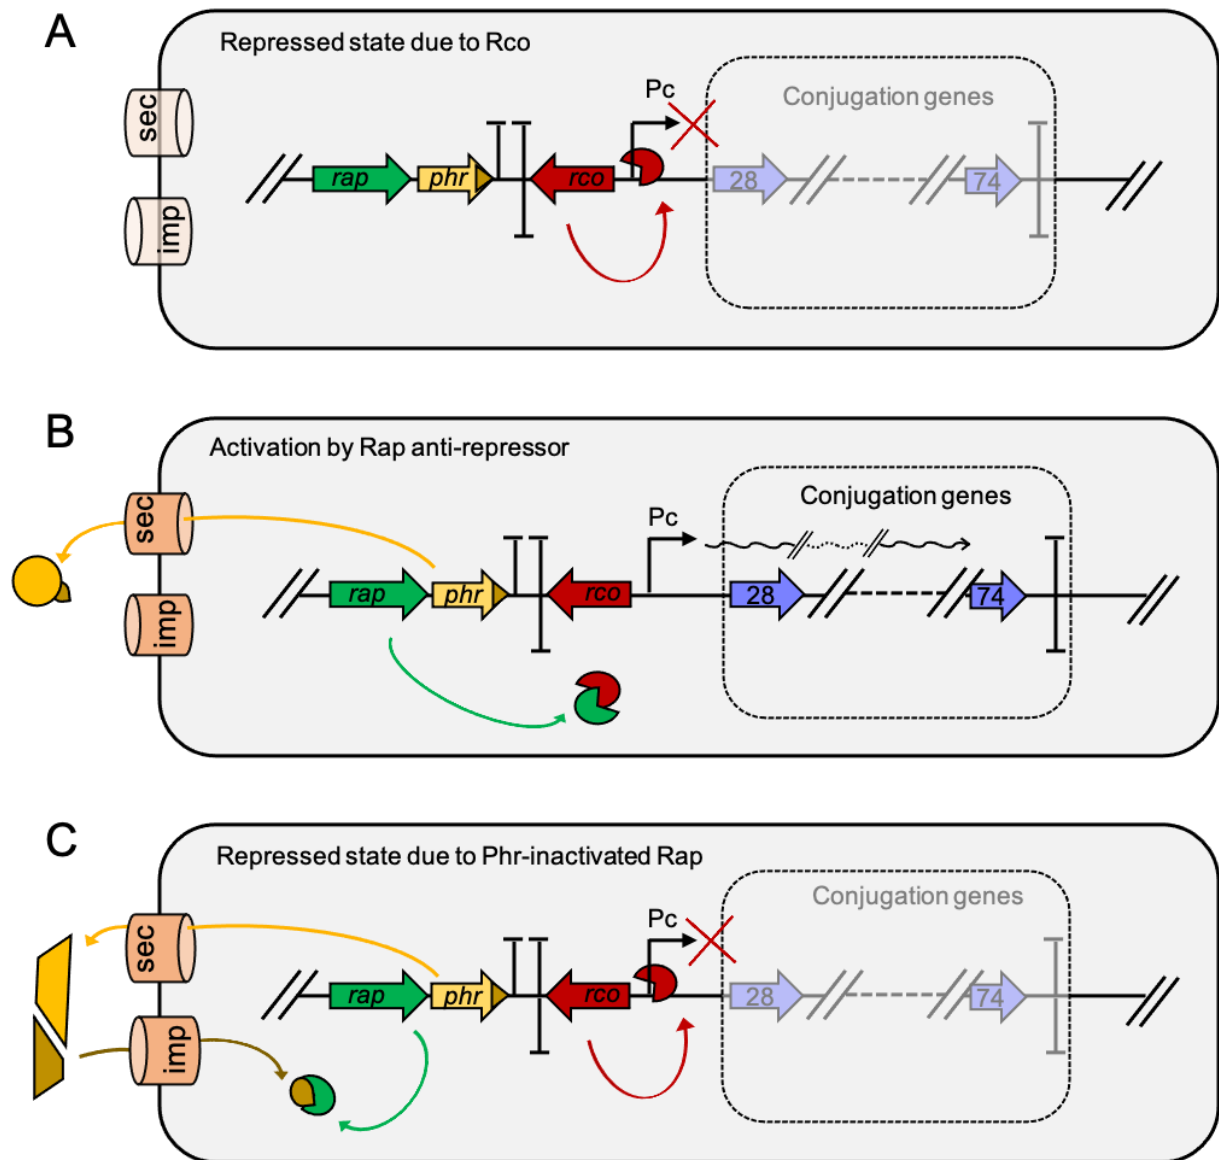 A
Repressed state due to Rco
sec
imp
Pc
Conjugation genes
rap
phr
rco
28
74
B
Activation by Rap anti-repressor
sec
imp
Pc
Conjugation genes
rap
phr
rco
28
74
C
Repressed state due to Phr-inactivated Rap
sec
imp
Pc
Conjugation genes
rap
phr
rco
28
74